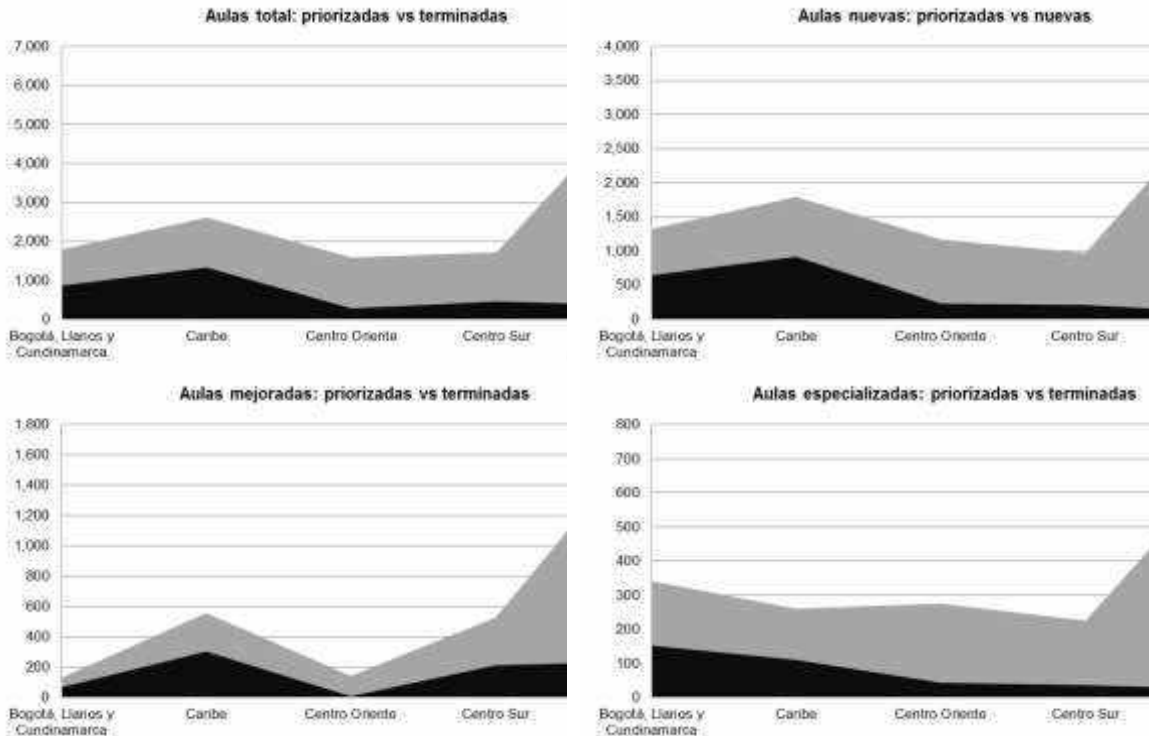 Aulas total: priorizadas vs terminadas
7,000
6,000
5,000
4,000
3,000
2,000
1,000
0
Bogotá, Llanos y
Cundinamarca
Caribe
Centro Oriente
Centro Sur
Aulas nuevas: priorizadas vs nuevas
4,000
3,500
3,000
2,500
2,000
1,500
1,000
500
0
Bogotá, Llanos y
Cundinamarca
Caribe
Centro Oriente
Centro Sur
Aulas mejoradas: priorizadas vs terminadas
1,800
1,600
1,400
1,200
1,000
800
600
400
200
0
Bogotá, Llanos y
Cundinamarca
Caribe
Centro Oriente
Centro Sur
Aulas especializadas: priorizadas vs terminadas
800
700
600
500
400
300
200
100
0
Bogotá, Llanos y
Cundinamarca
Caribe
Centro Oriente
Centro Sur